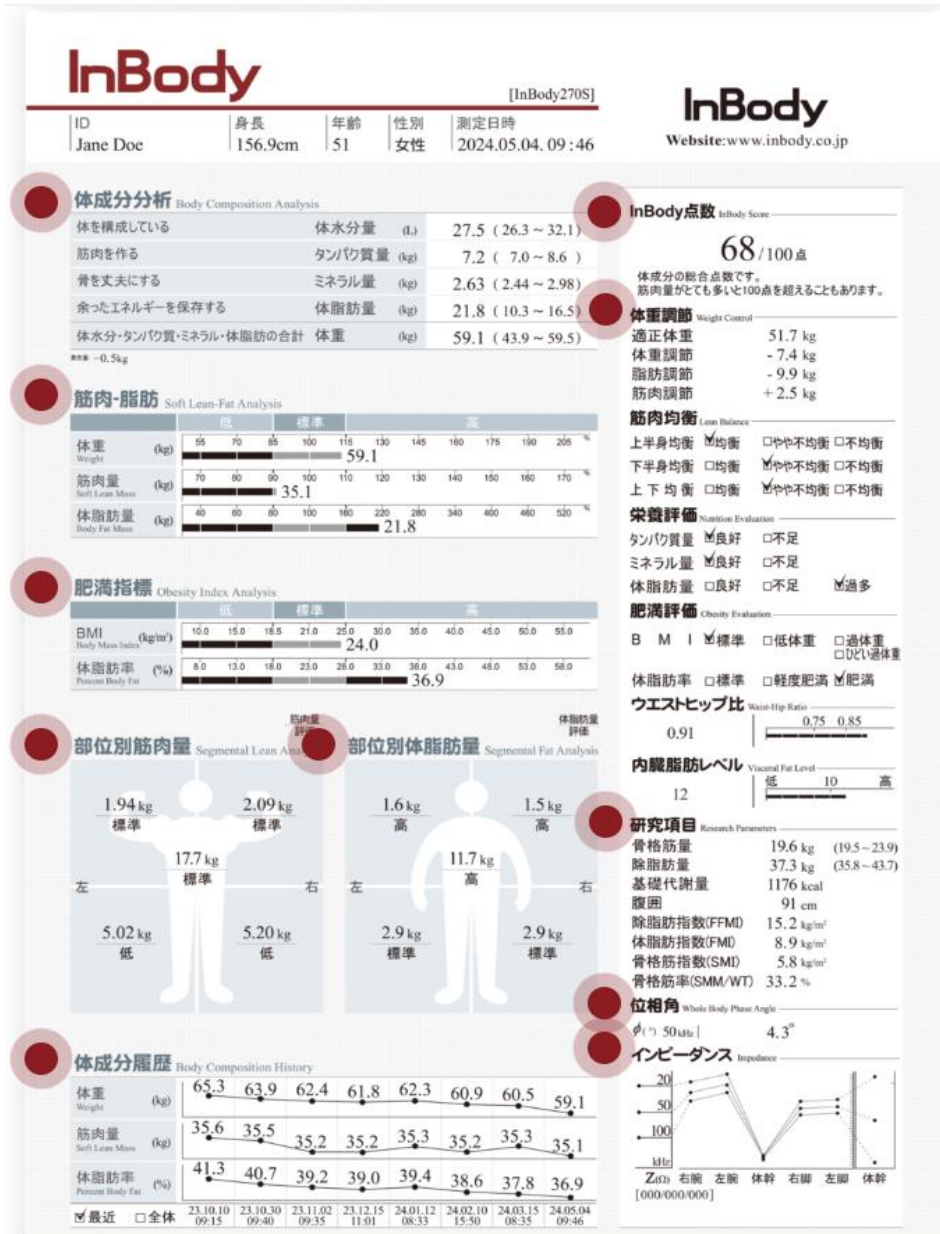 InBody
[InBody270S]
ID 身長 年齢 性別 測定日時
Jane Doe 156.9cm 51 女性 2024.05.04. 09:46
InBody
Website:www.inbody.co.jp
体成分分析 Body Composition Analysis
体を構成している 体水分量 (L) 27.5 ( 26.3 ~ 32.1)
筋肉を作る タンパク質量 (kg) 7.2 ( 7.0 ~ 8.6 )
骨を丈夫にする ミネラル量 (kg) 2.63 ( 2.44 ~ 2.98)
余ったエネルギーを保存する 体脂肪量 (kg) 21.8 ( 10.3 ~ 16.5)
体水分・タンパク質・ミネラル・体脂肪の合計 体重 (kg) 59.1 ( 43.9 ~ 59.5)
−0.5kg
筋肉-脂肪 Soft Lean-Fat Analysis
低 標準 高
体重 (kg) 55 70 85 100 115 130 145 160 175 190 205 %
Weight 59.1
筋肉量 (kg) 70 80 90 100 110 120 130 140 150 160 170 %
Soft Lean Mass 35.1
体脂肪量 (kg) 40 60 80 100 160 220 280 340 400 460 520 %
Body Fat Mass 21.8
肥満指標 Obesity Index Analysis
低 標準 高
BMI (kg/m²) 10.0 15.0 18.5 21.0 25.0 30.0 35.0 40.0 45.0 50.0 55.0
Body Mass Index 24.0
体脂肪率 (%) 8.0 13.0 18.0 23.0 28.0 33.0 38.0 43.0 48.0 53.0 58.0
Percent Body Fat 36.9
筋肉量
評価
部位別筋肉量 Segmental Lean Ana
1.94 kg 2.09 kg
標準 標準
17.7 kg
標準
左 右
5.02 kg 5.20 kg
低 低
体脂肪量
評価
部位別体脂肪量 Segmental Fat Analysis
1.6 kg 1.5 kg
高 高
11.7 kg
高
左 右
2.9 kg 2.9 kg
標準 標準
体成分履歴 Body Composition History
体重 (kg) 65.3 63.9 62.4 61.8 62.3 60.9 60.5 59.1
Weight
筋肉量 (kg) 35.6 35.5 35.2 35.2 35.3 35.2 35.3 35.1
Soft Lean Mass
体脂肪率 (%) 41.3 40.7 39.2 39.0 39.4 38.6 37.8 36.9
Percent Body Fat
☑最近 □全体 23.10.10 23.10.30 23.11.02 23.12.15 24.01.12 24.02.10 24.03.15 24.05.04
09:15 09:40 09:35 11:01 08:33 15:50 08:35 09:46
InBody点数 InBody Score
68/100点
体成分の総合点数です。
筋肉量がとても多いと100点を超えることもあります。
体重調節 Weight Control
適正体重 51.7 kg
体重調節 - 7.4 kg
脂肪調節 - 9.9 kg
筋肉調節 + 2.5 kg
筋肉均衡 Lean Balance
上半身均衡 ☑均衡 □やや不均衡 □不均衡
下半身均衡 □均衡 ☑やや不均衡 □不均衡
上下均衡 □均衡 ☑やや不均衡 □不均衡
栄養評価 Nutrition Evaluation
タンパク質量 ☑良好 □不足
ミネラル量 ☑良好 □不足
体脂肪量 □良好 □不足 ☑過多
肥満評価 Obesity Evaluation
BMI ☑標準 □低体重 □過体重
□ひどい過体重
体脂肪率 □標準 □軽度肥満 ☑肥満
ウエストヒップ比 Waist-Hip Ratio
0.91 0.75 0.85
内臓脂肪レベル Visceral Fat Level
12 低 10 高
研究項目 Research Parameters
骨格筋量 19.6 kg (19.5~23.9)
除脂肪量 37.3 kg (35.8~43.7)
基礎代謝量 1176 kcal
腹囲 91 cm
除脂肪指数(FFMI) 15.2 kg/m²
体脂肪指数(FMI) 8.9 kg/m²
骨格筋指数(SMI) 5.8 kg/m²
骨格筋率(SMM/WT) 33.2 %
位相角 Whole Body Phase Angle
ϕ(°) 50 kHz| 4.3°
インピーダンス Impedance
20
50
100
kHz
Z(Ω) 右腕 左腕 体幹 右脚 左脚 体幹
[000/000/000]